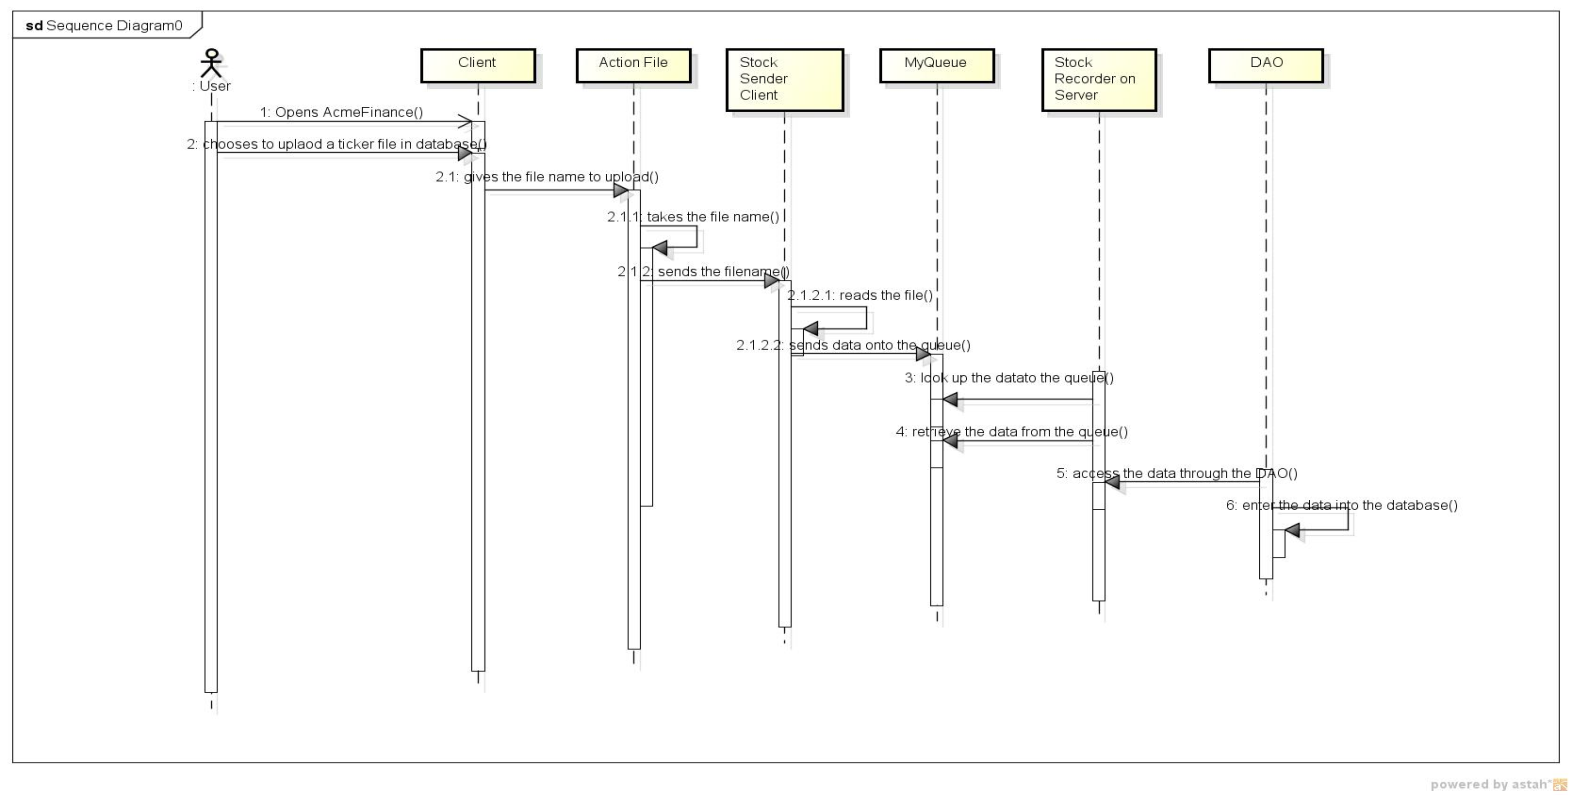 sd Sequence Diagram0
: User
Client
Action File
Stock
Sender
Client
MyQueue
Stock
Recorder on
Server
DAO
1: Opens AcmeFinance()
2: chooses to uplaod a ticker file in database()
2.1: gives the file name to upload()
2.1.1: takes the file name()
2.1.2: sends the filename()
2.1.2.1: reads the file()
2.1.2.2: sends data onto the queue()
3: look up the datato the queue()
4: retrieve the data from the queue()
5: access the data through the DAO()
6: enter the data into the database()
powered by astah*